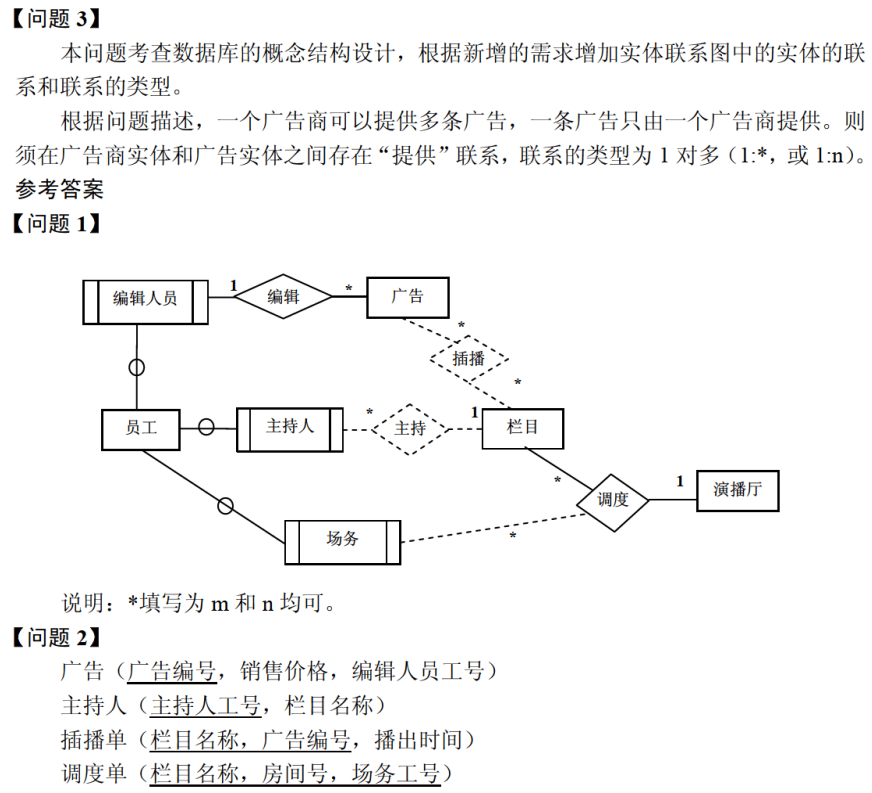 【问题 3】
本问题考查数据库的概念结构设计，根据新增的需求增加实体联系图中的实体的联
系和联系的类型。
根据问题描述，一个广告商可以提供多条广告，一条广告只由一个广告商提供。则
须在广告商实体和广告实体之间存在“提供”联系，联系的类型为 1 对多（1:*，或 1:n）。
参考答案
【问题 1】
编辑人员 1 编辑 * 广告
*
插播
*
员工 主持人 * 主持 1 栏目
* 调度 1 演播厅
场务 *
说明：*填写为 m 和 n 均可。
【问题 2】
广告（广告编号，销售价格，编辑人员工号）
主持人（主持人工号，栏目名称）
插播单（栏目名称，广告编号，播出时间）
调度单（栏目名称，房间号，场务工号）